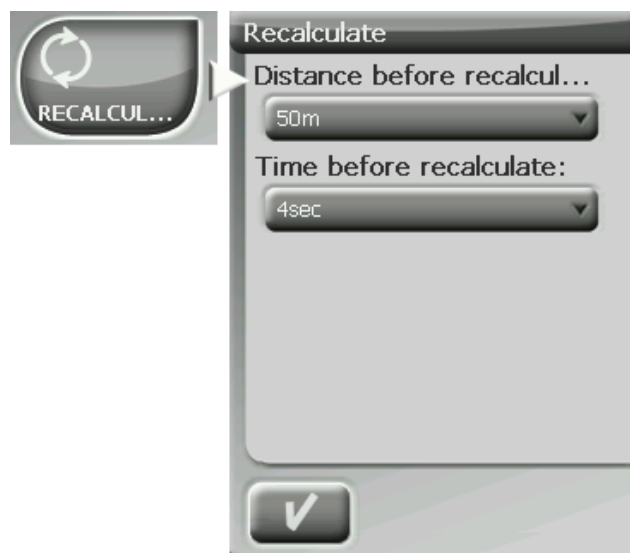 RECALCUL...
Recalculate
Distance before recalcul...
50m
Time before recalculate:
4sec